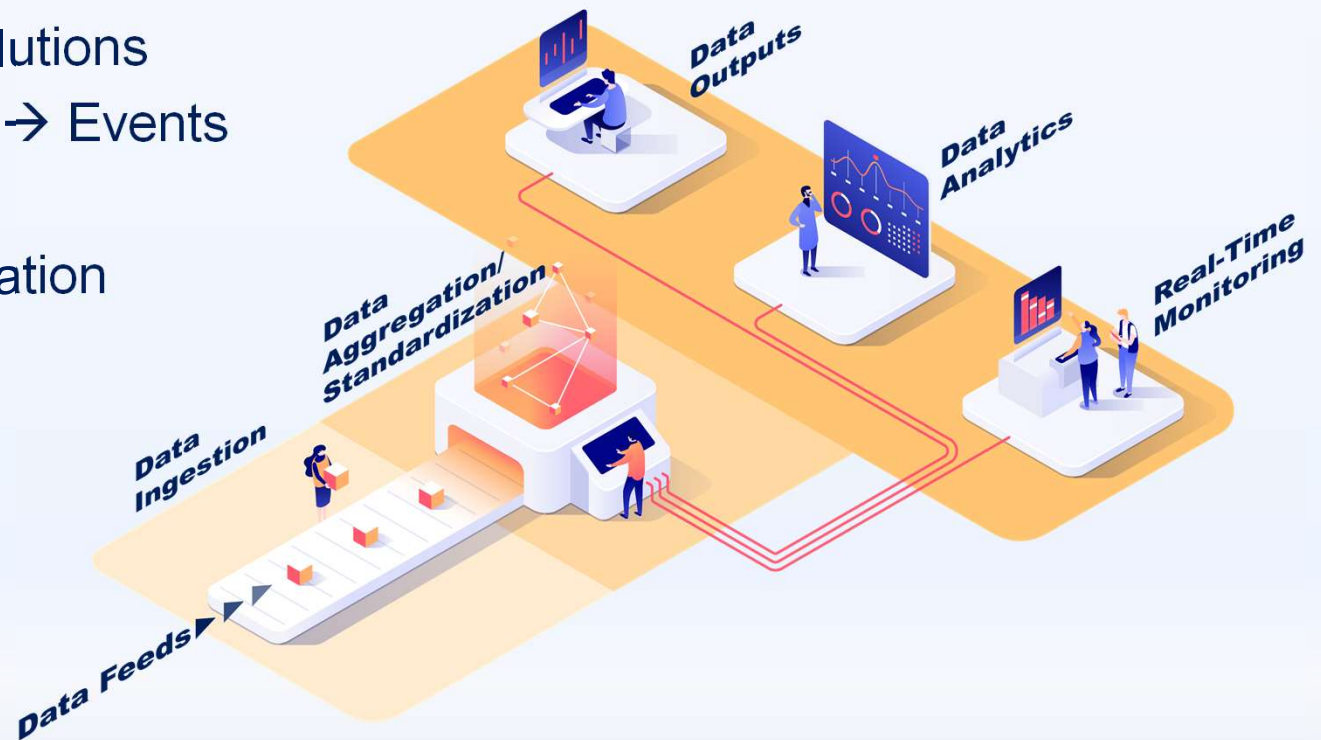 lutions
→ Events
ation
Data
Outputs
Data
Analytics
Real-Time
Monitoring
Data
Aggregation/
Standardization
Data
Ingestion
Data Feeds